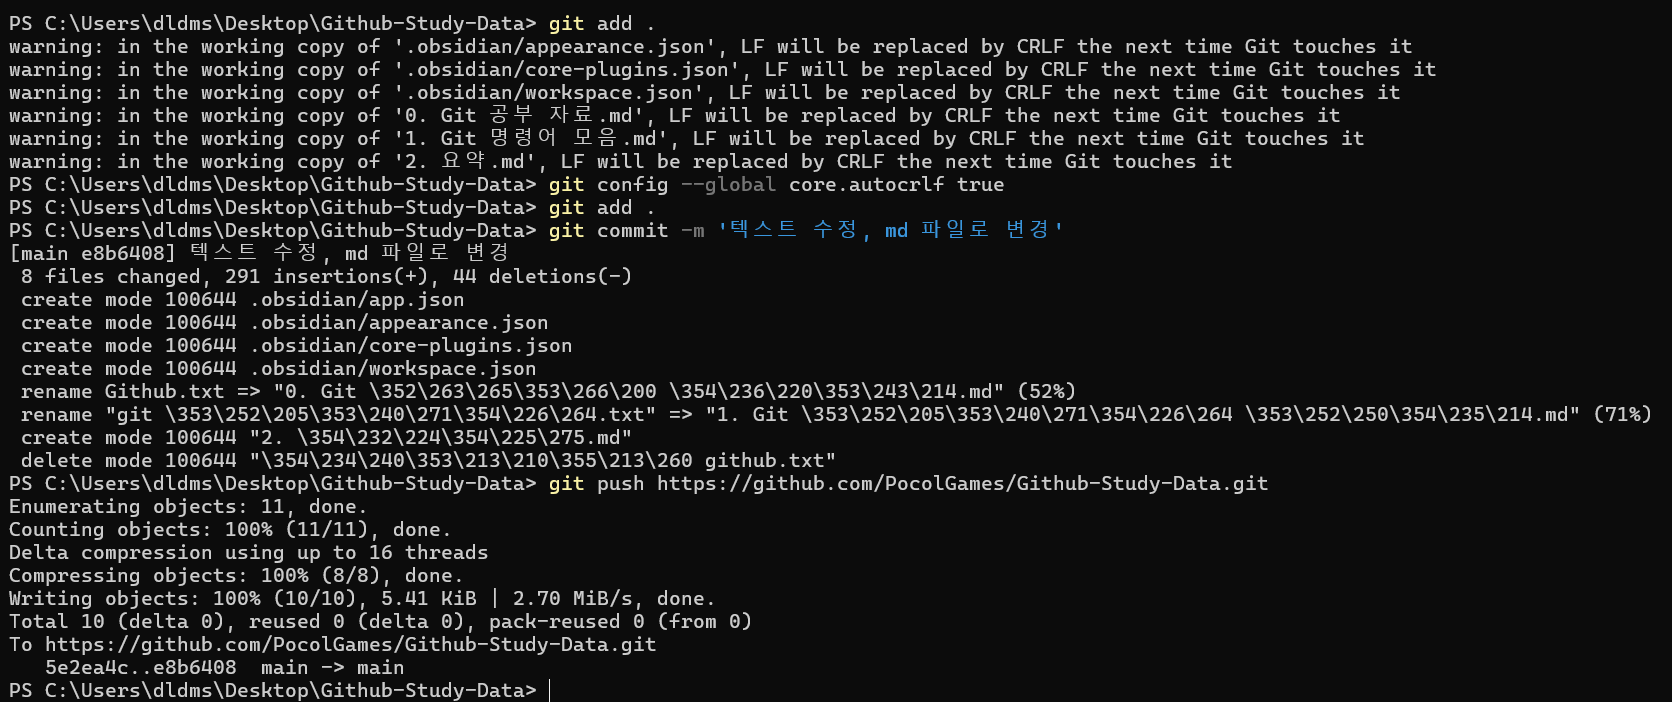 PS C:\Users\dldms\Desktop\Github-Study-Data> git add .
warning: in the working copy of '.obsidian/appearance.json', LF will be replaced by CRLF the next time Git touches it
warning: in the working copy of '.obsidian/core-plugins.json', LF will be replaced by CRLF the next time Git touches it
warning: in the working copy of '.obsidian/workspace.json', LF will be replaced by CRLF the next time Git touches it
warning: in the working copy of '0. Git 공부 자료.md', LF will be replaced by CRLF the next time Git touches it
warning: in the working copy of '1. Git 명령어 모음.md', LF will be replaced by CRLF the next time Git touches it
warning: in the working copy of '2. 요약.md', LF will be replaced by CRLF the next time Git touches it
PS C:\Users\dldms\Desktop\Github-Study-Data> git config --global core.autocrlf true
PS C:\Users\dldms\Desktop\Github-Study-Data> git add .
PS C:\Users\dldms\Desktop\Github-Study-Data> git commit -m '텍스트 수정, md 파일로 변경'
[main e8b6408] 텍스트 수정, md 파일로 변경
 8 files changed, 291 insertions(+), 44 deletions(-)
 create mode 100644 .obsidian/app.json
 create mode 100644 .obsidian/appearance.json
 create mode 100644 .obsidian/core-plugins.json
 create mode 100644 .obsidian/workspace.json
 rename Github.txt => "0. Git \352\263\265\353\266\200 \354\236\220\353\243\214.md" (52%)
 rename "git \353\252\205\353\240\271\354\226\264.txt" => "1. Git \353\252\205\353\240\271\354\226\264 \353\252\250\354\235\214.md" (71%)
 create mode 100644 "2. \354\232\224\354\225\275.md"
 delete mode 100644 "\354\234\240\353\213\210\355\213\260 github.txt"
PS C:\Users\dldms\Desktop\Github-Study-Data> git push https://github.com/PocolGames/Github-Study-Data.git
Enumerating objects: 11, done.
Counting objects: 100% (11/11), done.
Delta compression using up to 16 threads
Compressing objects: 100% (8/8), done.
Writing objects: 100% (10/10), 5.41 KiB | 2.70 MiB/s, done.
Total 10 (delta 0), reused 0 (delta 0), pack-reused 0 (from 0)
To https://github.com/PocolGames/Github-Study-Data.git
   5e2ea4c..e8b6408  main -> main
PS C:\Users\dldms\Desktop\Github-Study-Data>